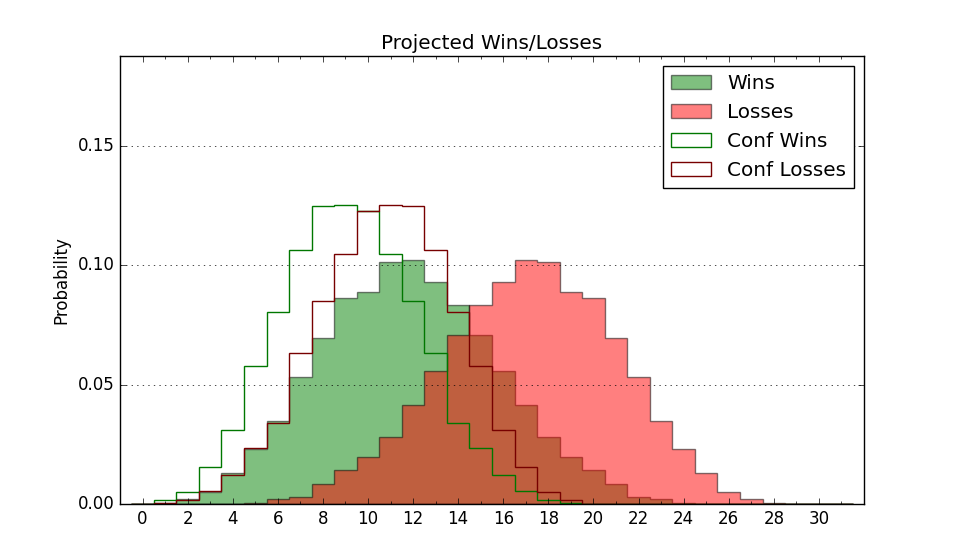 Projected Wins/Losses
Wins
Losses
Conf Wins
Conf Losses
Probability
0.15
0.10
0.05
0.00
0 2 4 6 8 10 12 14 16 18 20 22 24 26 28 30